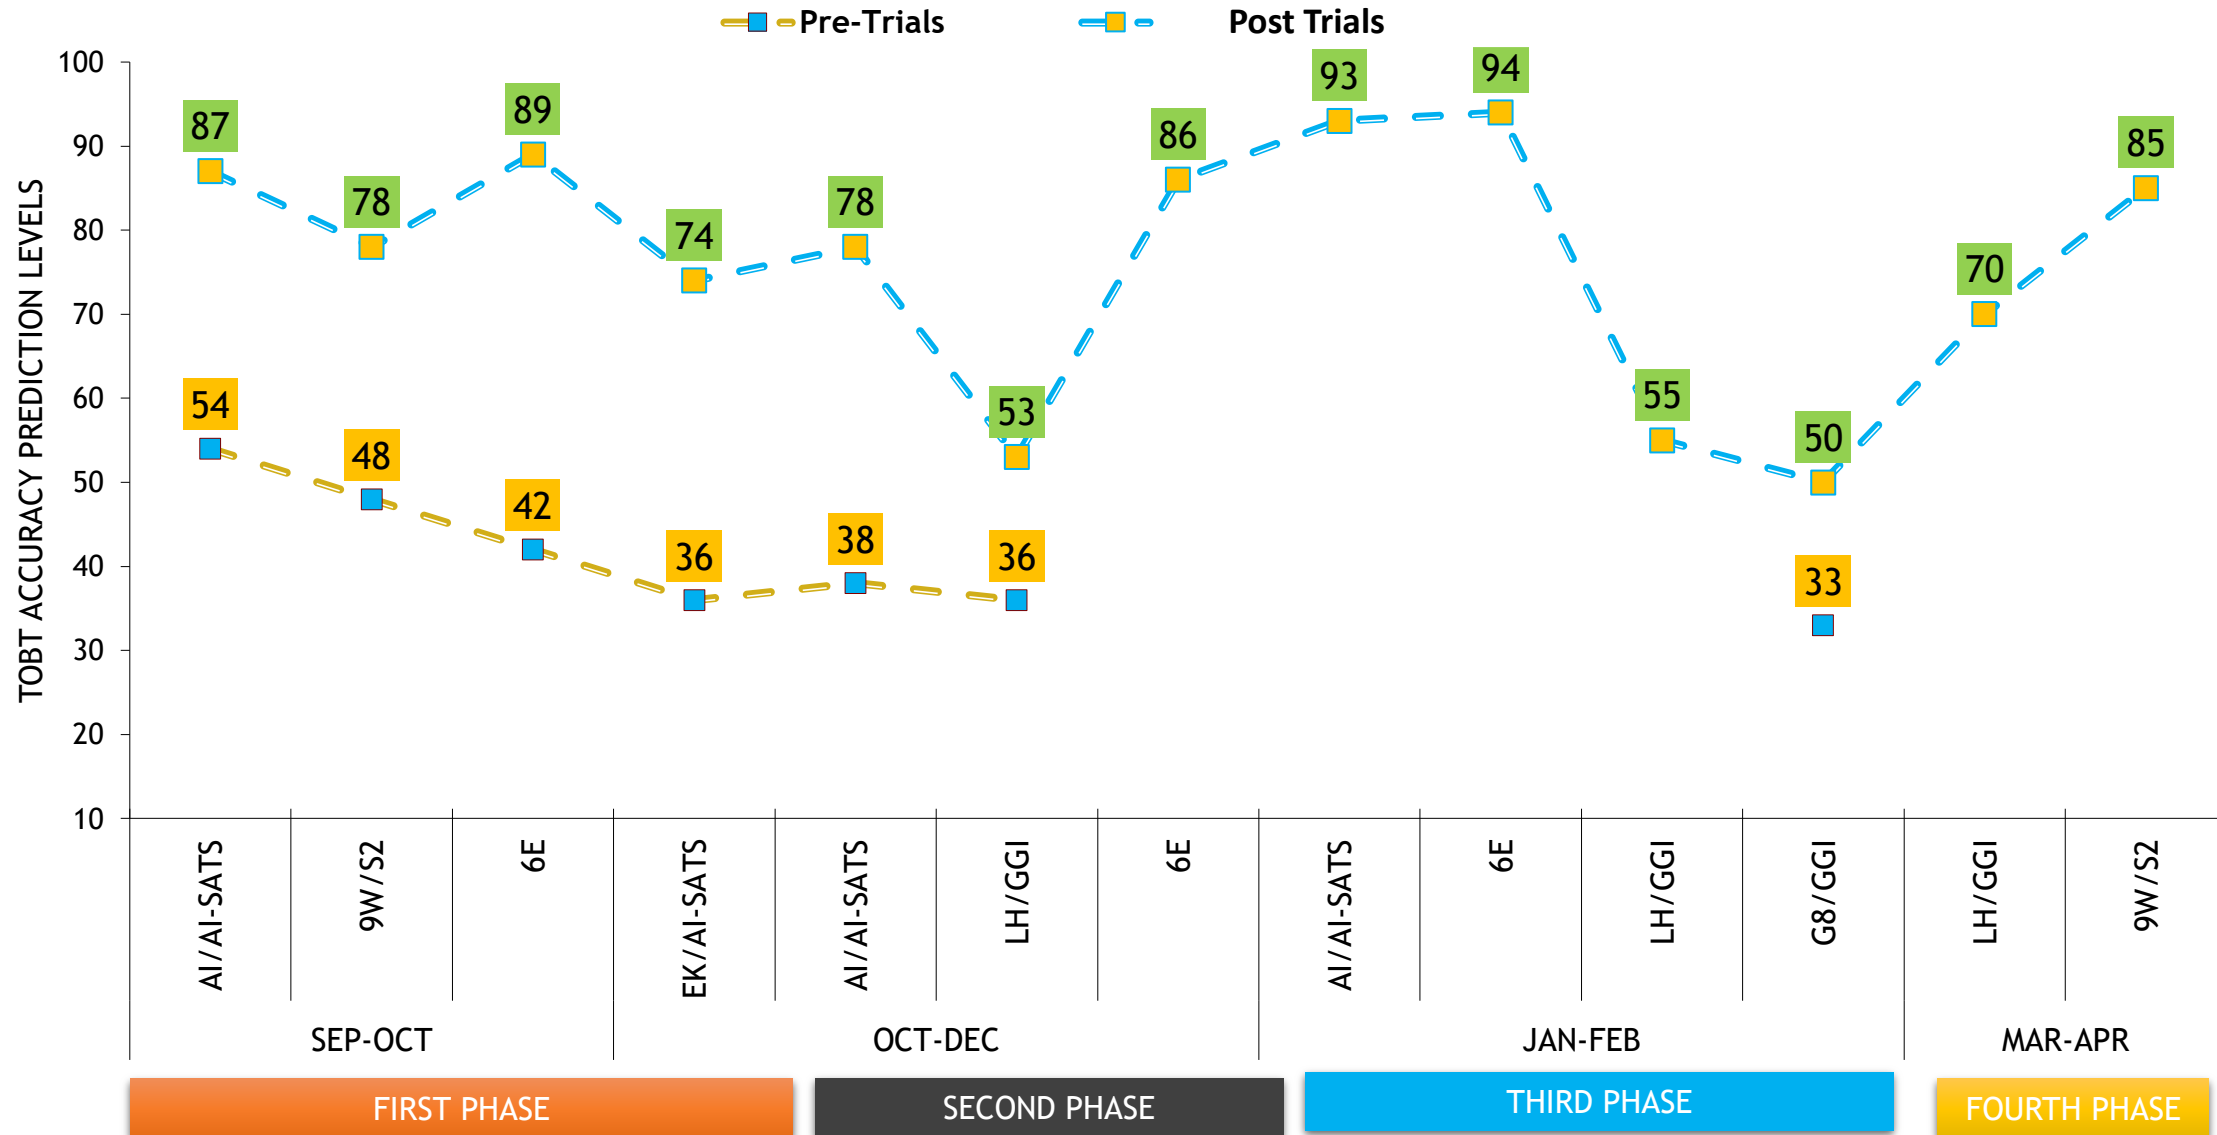 Pre-Trials
Post Trials
TOBT ACCURACY PREDICTION LEVELS
100
90
80
70
60
50
40
30
20
10
87
78
89
74
78
53
86
93
94
55
50
70
85
54
48
42
36
38
36
33
AI/AI-SATS
9W/S2
6E
EK/AI-SATS
AI/AI-SATS
LH/GGI
6E
AI/AI-SATS
6E
LH/GGI
G8/GGI
LH/GGI
9W/S2
SEP-OCT
OCT-DEC
JAN-FEB
MAR-APR
FIRST PHASE
SECOND PHASE
THIRD PHASE
FOURTH PHASE